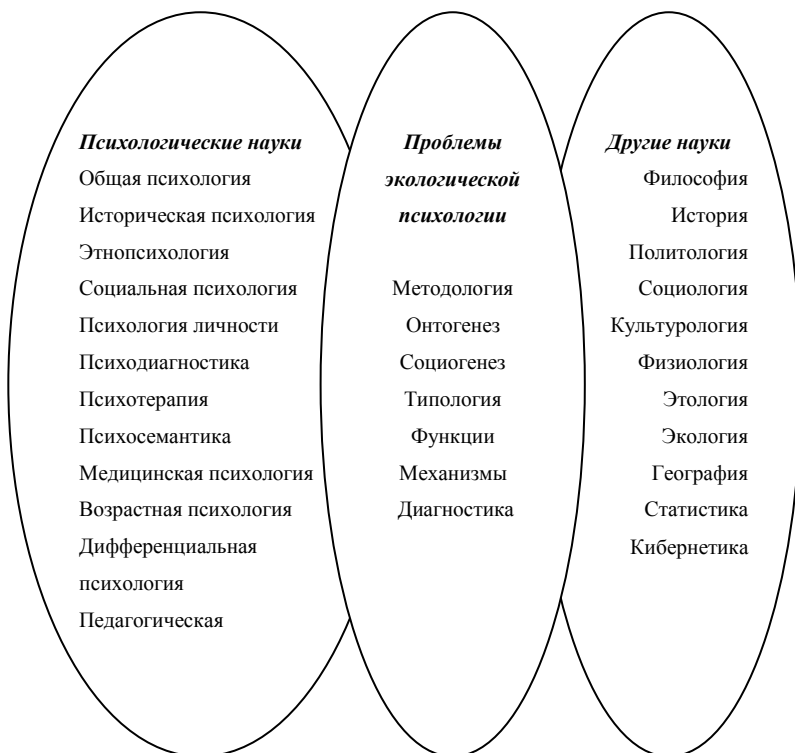 Психологические науки
Общая психология
Историческая психология
Этнопсихология
Социальная психология
Психология личности
Психодиагностика
Психотерапия
Психосемантика
Медицинская психология
Возрастная психология
Дифференциальная
психология
Педагогическая
Проблемы
экологической
психологии
Методология
Онтогенез
Социогенез
Типология
Функции
Механизмы
Диагностика
Другие науки
Философия
История
Политология
Социология
Культурология
Физиология
Этология
Экология
География
Статистика
Кибернетика